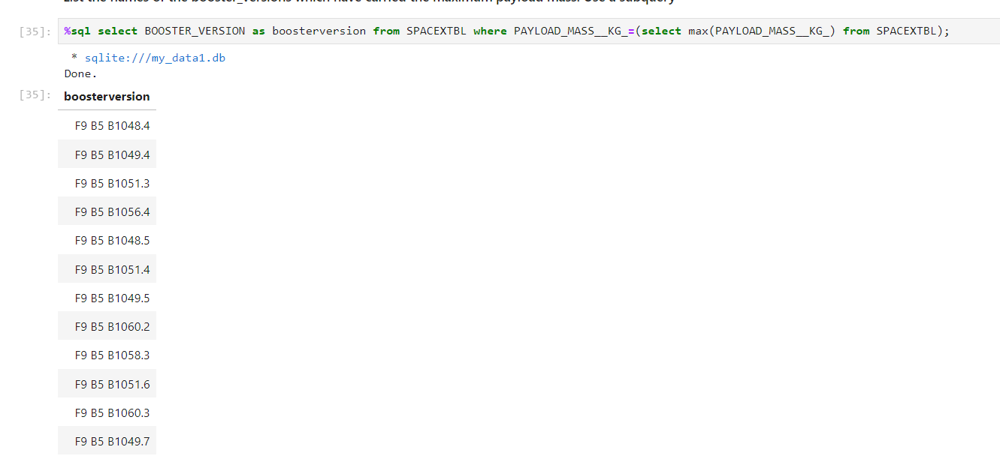 List the names of the booster_versions which have carried the maximum payload mass. Use a subquery
[35]: %sql select BOOSTER_VERSION as boosterversion from SPACEXTBL where PAYLOAD_MASS__KG_=(select max(PAYLOAD_MASS__KG_) from SPACEXTBL);
* sqlite:///my_data1.db
Done.
[35]: boosterversion
F9 B5 B1048.4
F9 B5 B1049.4
F9 B5 B1051.3
F9 B5 B1056.4
F9 B5 B1048.5
F9 B5 B1051.4
F9 B5 B1049.5
F9 B5 B1060.2
F9 B5 B1058.3
F9 B5 B1051.6
F9 B5 B1060.3
F9 B5 B1049.7